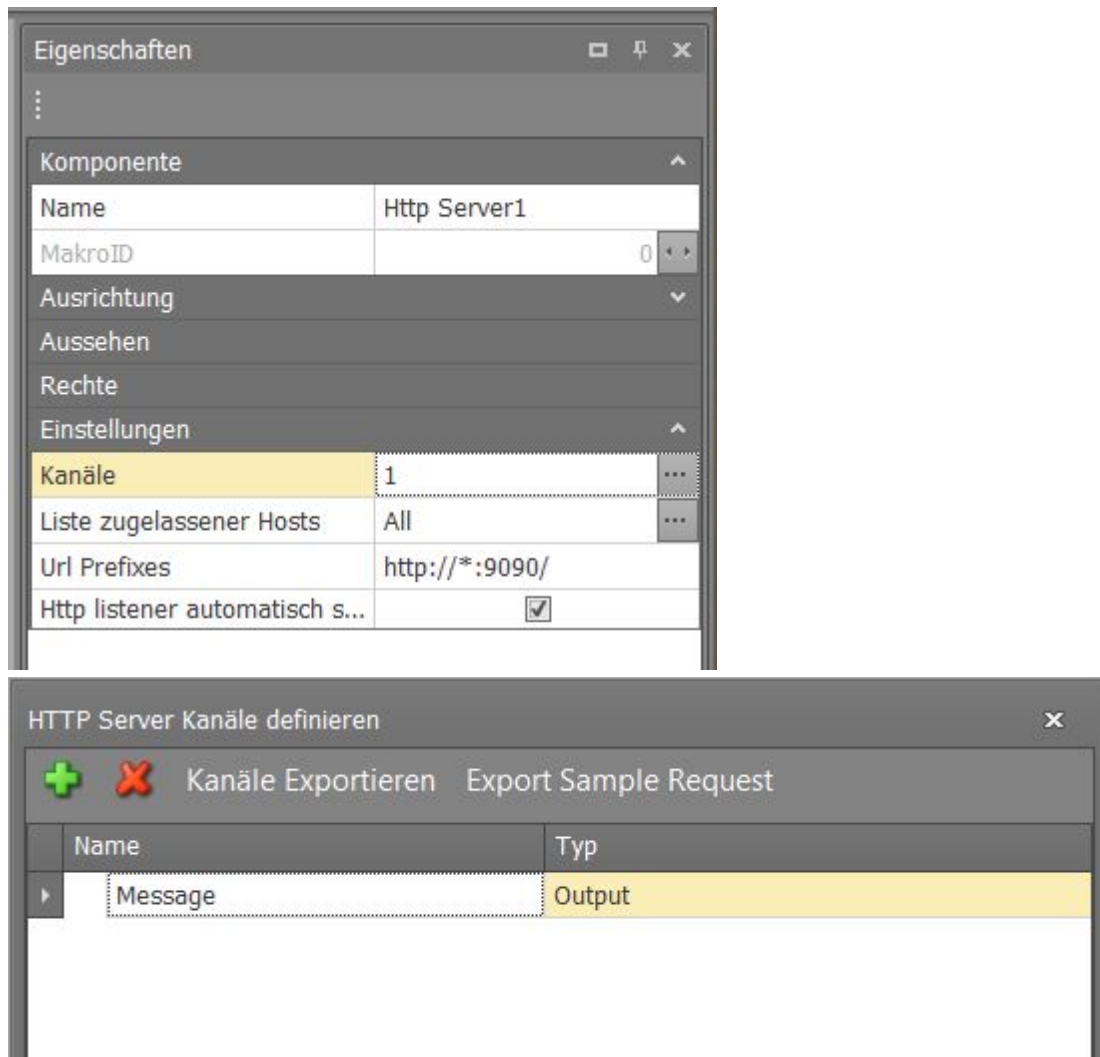 Eigenschaften
Komponente
Name Http Server1
MakroID 0
Ausrichtung
Aussehen
Rechte
Einstellungen
Kanäle 1 ...
Liste zugelassener Hosts All ...
Url Prefixes http://*:9090/
Http listener automatisch s...
HTTP Server Kanäle definieren
Kanäle Exportieren Export Sample Request
Name Typ
Message Output